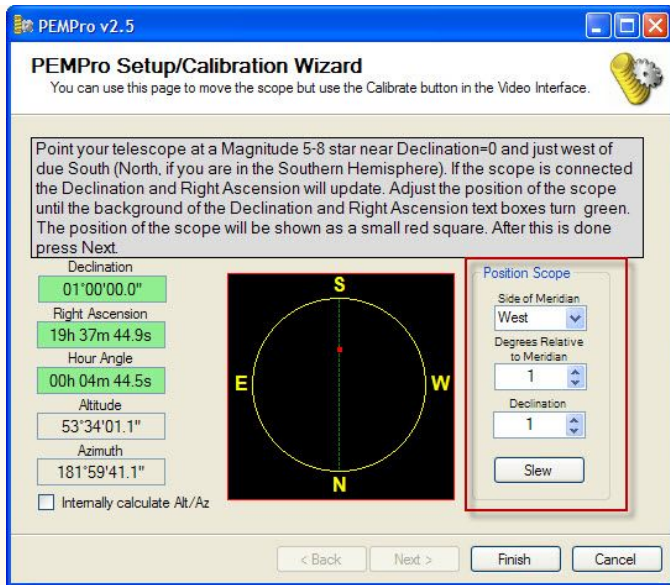 PEMPro v2.5
PEMPro Setup/Calibration Wizard
You can use this page to move the scope but use the Calibrate button in the Video Interface.
Point your telescope at a Magnitude 5-8 star near Declination=0 and just west of
due South (North, if you are in the Southern Hemisphere). If the scope is connected
the Declination and Right Ascension will update. Adjust the position of the scope
until the background of the Declination and Right Ascension text boxes turn green.
The position of the scope will be shown as a small red square. After this is done
press Next.
Declination
01°00'00.0"
Right Ascension
19h 37m 44.9s
Hour Angle
00h 04m 44.5s
Altitude
53°34'01.1"
Azimuth
181°59'41.1"
Internally calculate Alt/Az
S
E
W
N
Position Scope
Side of Meridian
West
Degrees Relative
to Meridian
1
Declination
1
Slew
< Back
Next >
Finish
Cancel